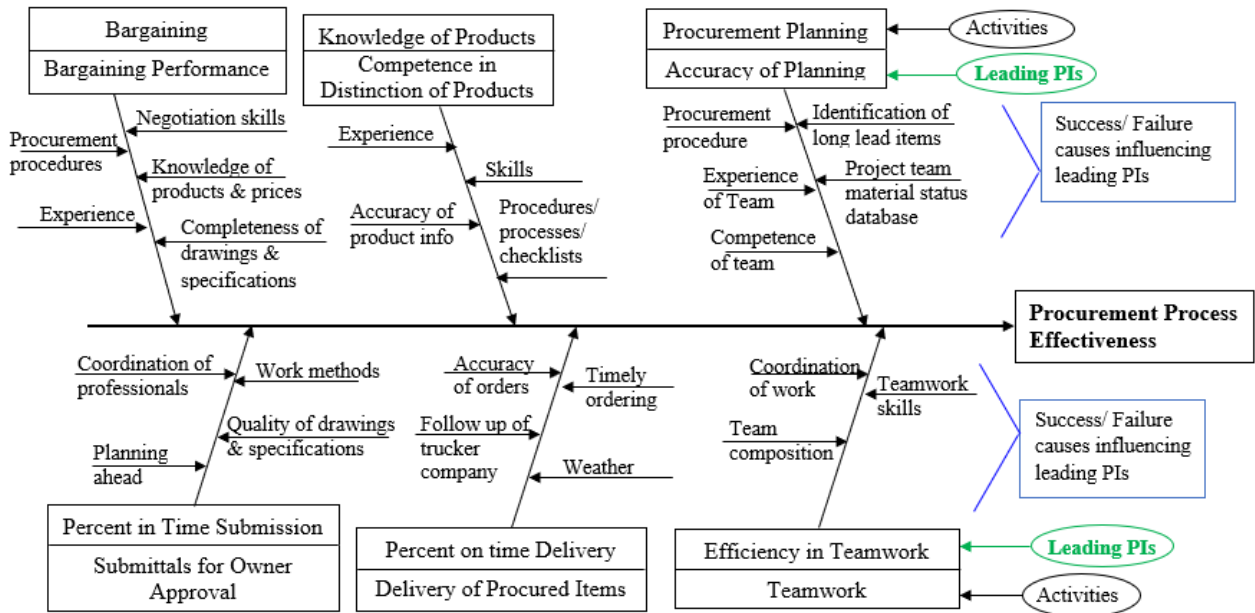 Bargaining
Bargaining Performance
Negotiation skills
Procurement
procedures
Knowledge of
products & prices
Experience
Completeness of
drawings &
specifications
Knowledge of Products
Competence in
Distinction of Products
Experience
Skills
Accuracy of
product info
Procedures/
processes/
checklists
Procurement Planning
Accuracy of Planning
Activities
Leading PIs
Procurement
procedure
Identification of
long lead items
Experience
of Team
Project team
material status
database
Competence
of team
Success/ Failure
causes influencing
leading PIs
Procurement Process
Effectiveness
Coordination of
professionals
Work methods
Quality of drawings
& specifications
Planning
ahead
Percent in Time Submission
Submittals for Owner
Approval
Accuracy
of orders
Timely
ordering
Follow up of
trucker
company
Weather
Percent on time Delivery
Delivery of Procured Items
Coordination
of work
Teamwork
skills
Team
composition
Efficiency in Teamwork
Teamwork
Success/ Failure
causes influencing
leading PIs
Leading PIs
Activities